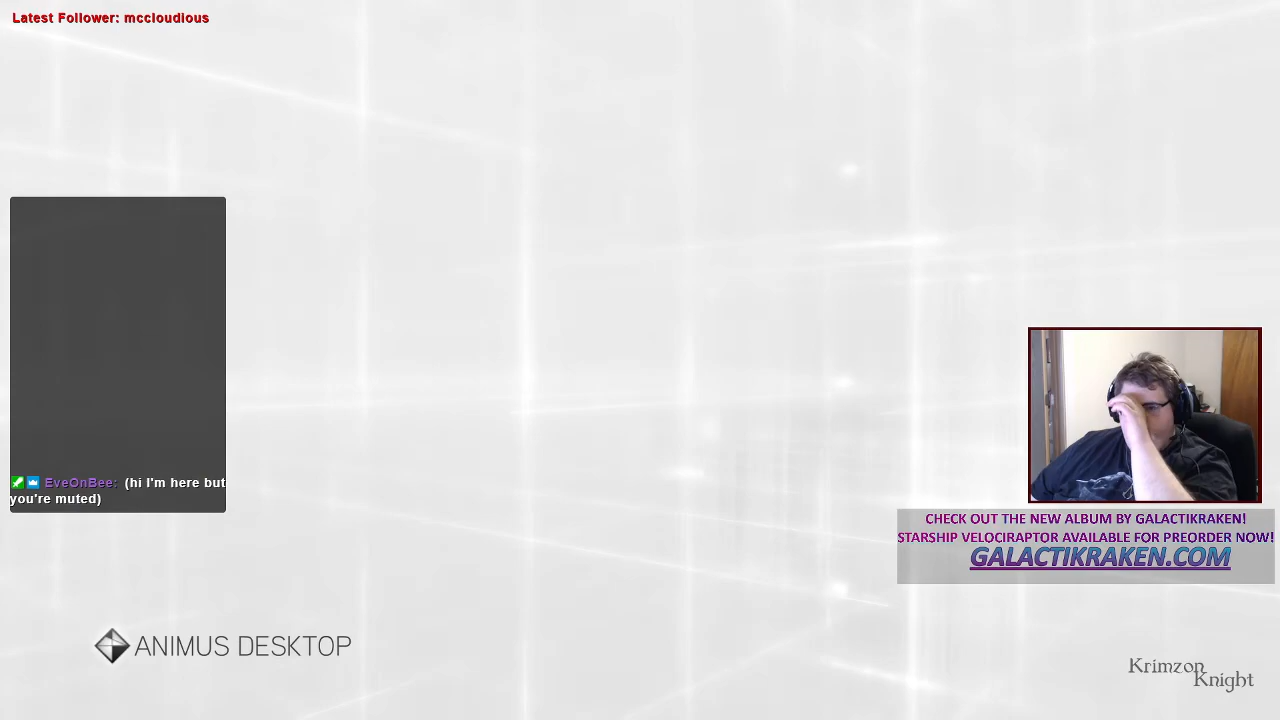 Latest Follower: mccloudious
EveOnBee: (hi I'm here but
you're muted)
CHECK OUT THE NEW ALBUM BY GALACTIKRAKEN!
STARSHIP VELOCIRAPTOR AVAILABLE FOR PREORDER NOW!
GALACTIKRAKEN.COM
ANIMUS DESKTOP
Krimzon
Knight